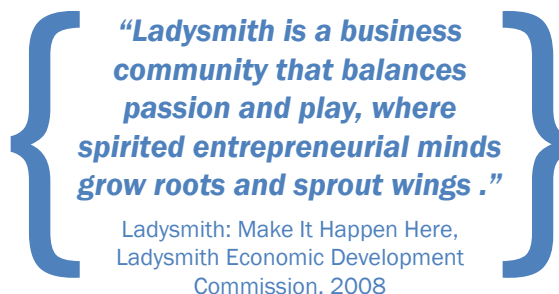 “Ladysmith is a business
community that balances
passion and play, where
spirited entrepreneurial minds
grow roots and sprout wings .”
Ladysmith: Make It Happen Here,
Ladysmith Economic Development
Commission, 2008